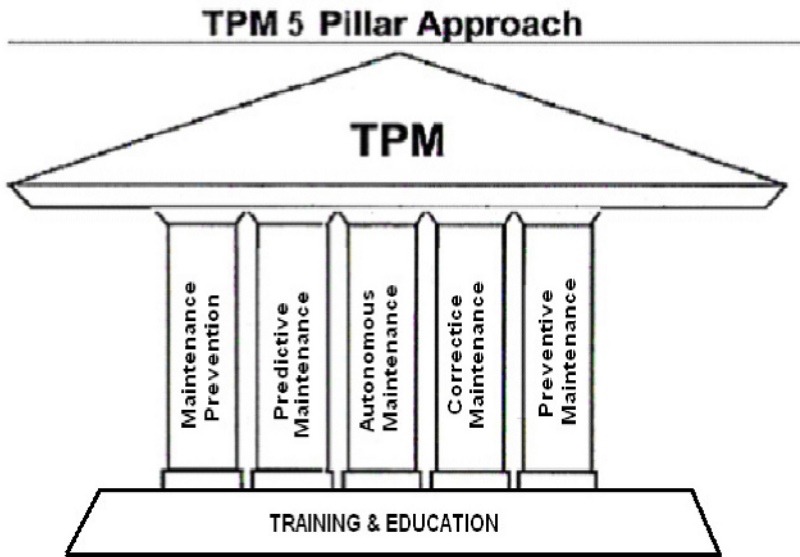 TPM 5 Pillar Approach
TPM
Maintenance
Prevention
Predictive
Maintenance
Autonomous
Maintenance
Correctice
Maintenance
Preventive
Maintenance
TRAINING & EDUCATION